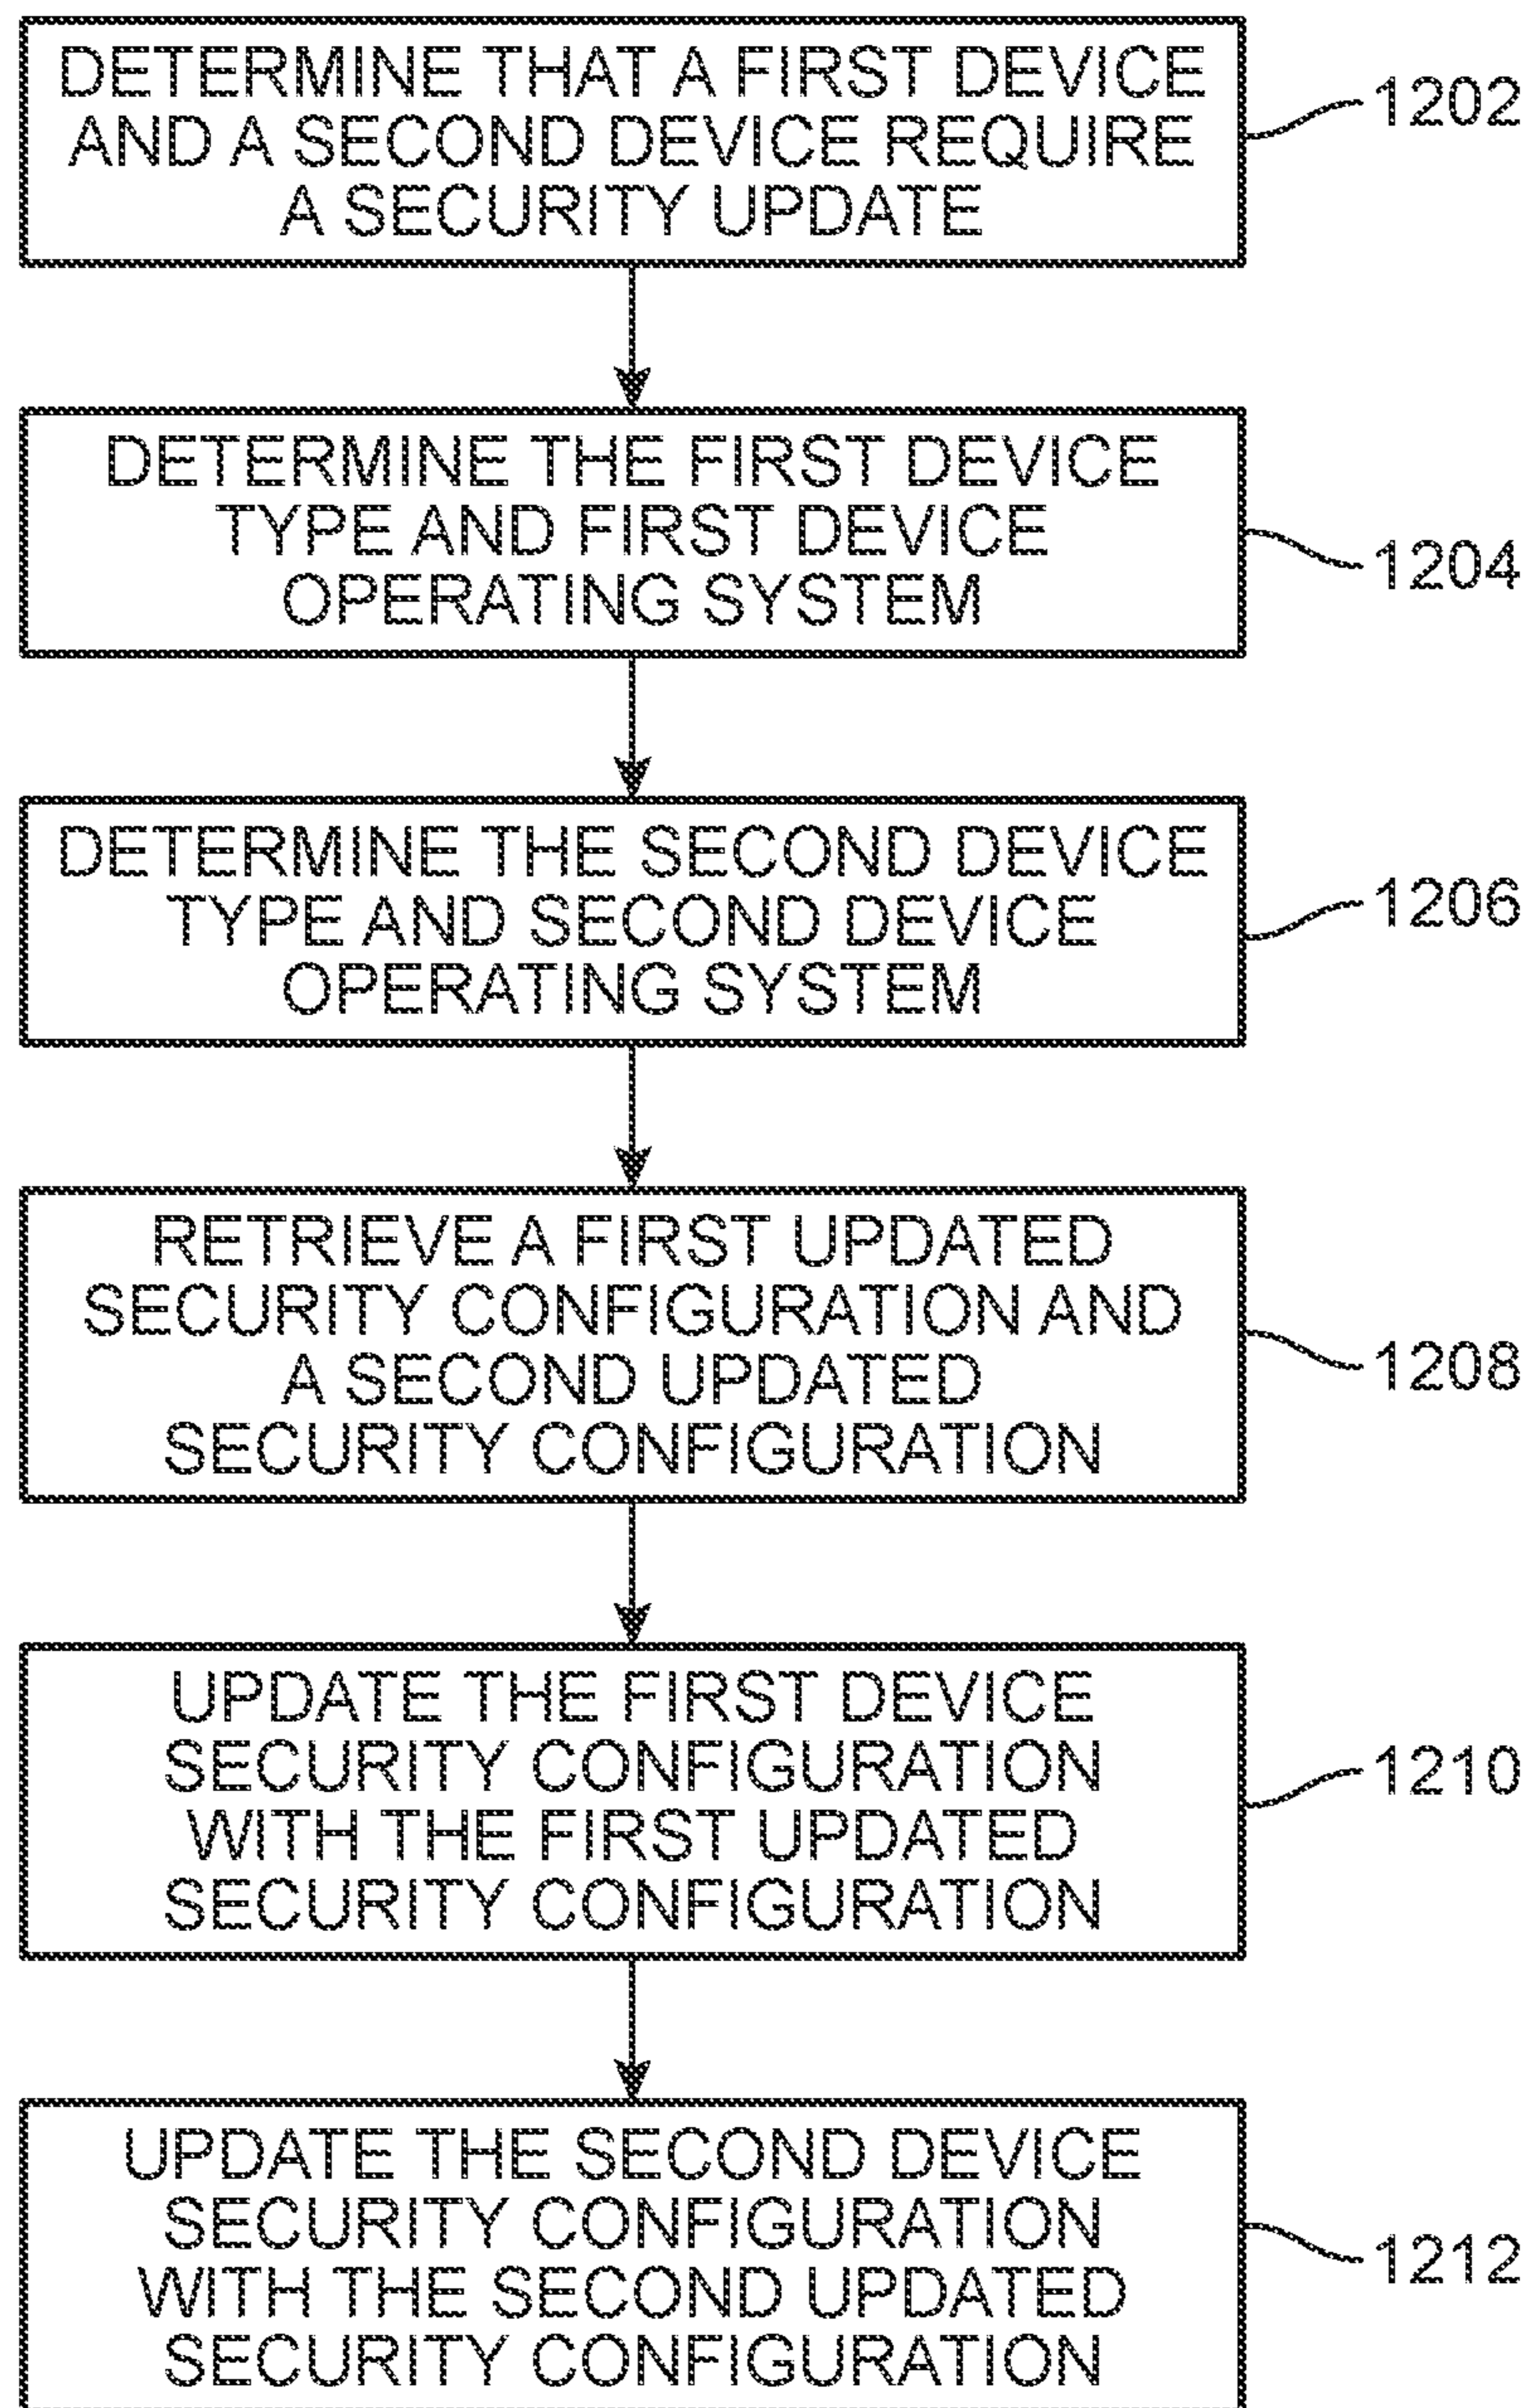 DETERMINE THAT A FIRST DEVICE
AND A SECOND DEVICE REQUIRE
A SECURITY UPDATE
1202
DETERMINE THE FIRST DEVICE
TYPE AND FIRST DEVICE
OPERATING SYSTEM
1204
DETERMINE THE SECOND DEVICE
TYPE AND SECOND DEVICE
OPERATING SYSTEM
1206
RETRIEVE A FIRST UPDATED
SECURITY CONFIGURATION AND
A SECOND UPDATED
SECURITY CONFIGURATION
1208
UPDATE THE FIRST DEVICE
SECURITY CONFIGURATION
WITH THE FIRST UPDATED
SECURITY CONFIGURATION
1210
UPDATE THE SECOND DEVICE
SECURITY CONFIGURATION
WITH THE SECOND UPDATED
SECURITY CONFIGURATION
1212